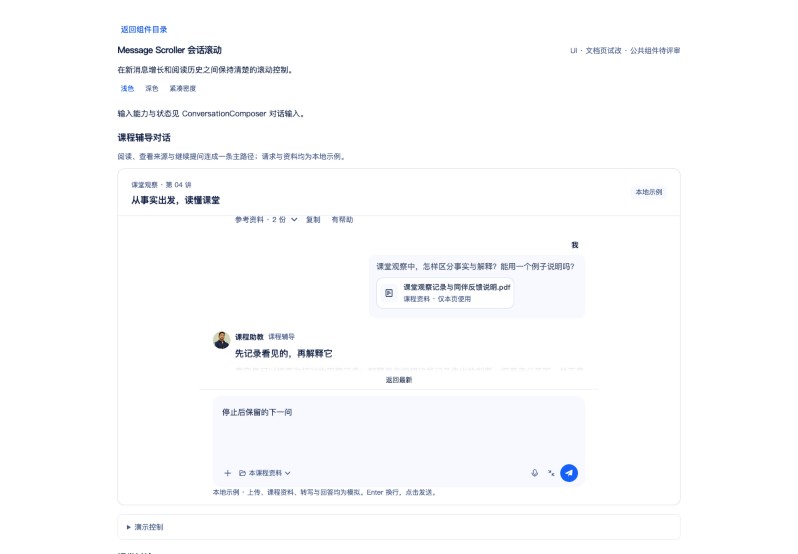 返回组件目录
Message Scroller 会话滚动
UI · 文档页试改 · 公共组件待评审
在新消息增长和阅读历史之间保持清楚的滚动控制。
浅色 深色 紧凑密度
输入能力与状态见 ConversationComposer 对话输入。
课程辅导对话
阅读、查看来源与继续提问连成一条主路径；请求与资料均为本地示例。
课堂观察 · 第 04 讲
从事实出发，读懂课堂
本地示例
参考资料 · 2 份 复制 有帮助
我
课堂观察中，怎样区分事实与解释？能用一个例子说明吗？
课堂观察记录与同伴反馈说明.pdf
课程资料 · 仅本页使用
课程助教 课程辅导
先记录看见的，再解释它
返回最新
停止后保留的下一问
本课程资料
本地示例 · 上传、课程资料、转写与回答均为模拟。Enter 换行，点击发送。
演示控制